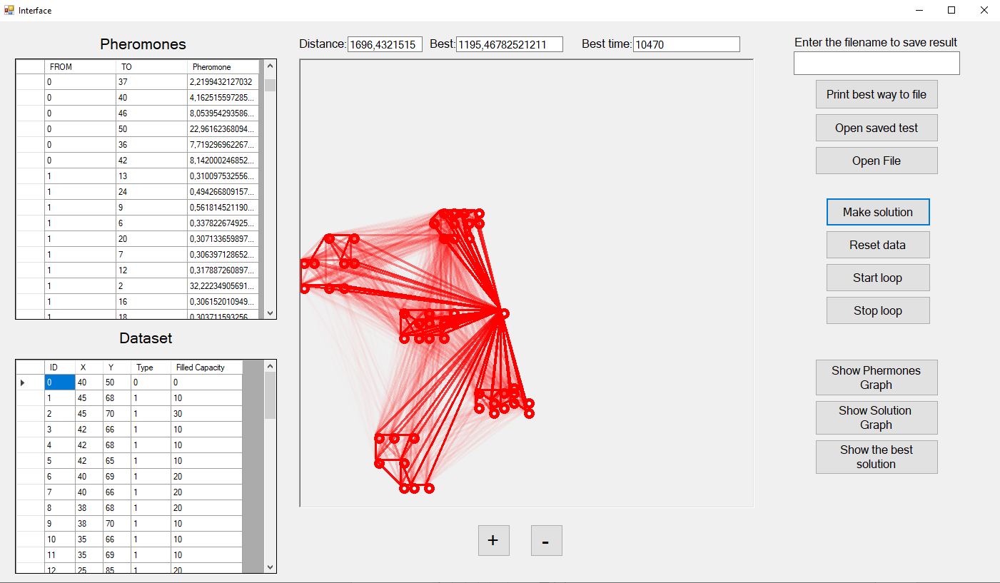 Interface
Pheromones
FROM TO Pheromone
0 37 2,2199432127032
0 40 4,162515597285...
0 46 8,053954293586...
0 50 22,96162368094...
0 36 7,719296962267...
0 42 8,142000246852...
1 13 0,310097532556...
1 24 0,494266809157...
1 9 0,561814521190...
1 6 0,337822674925...
1 20 0,307133659897...
1 7 0,306397128652...
1 12 0,317887260897...
1 2 32,22234905691...
1 16 0,306152010949...
1 18 0,303711593256
Dataset
ID X Y Type Filled Capacity
0 40 50 0 0
1 45 68 1 10
2 45 70 1 30
3 42 66 1 10
4 42 68 1 10
5 42 65 1 10
6 40 69 1 20
7 40 66 1 20
8 38 68 1 20
9 38 70 1 10
10 35 66 1 10
11 35 69 1 10
12 25 85 1 20
Distance: 1696,4321515 Best: 1195,46782521211 Best time: 10470
+ -
Enter the filename to save result
Print best way to file
Open saved test
Open File
Make solution
Reset data
Start loop
Stop loop
Show Phermones
Graph
Show Solution
Graph
Show the best
solution